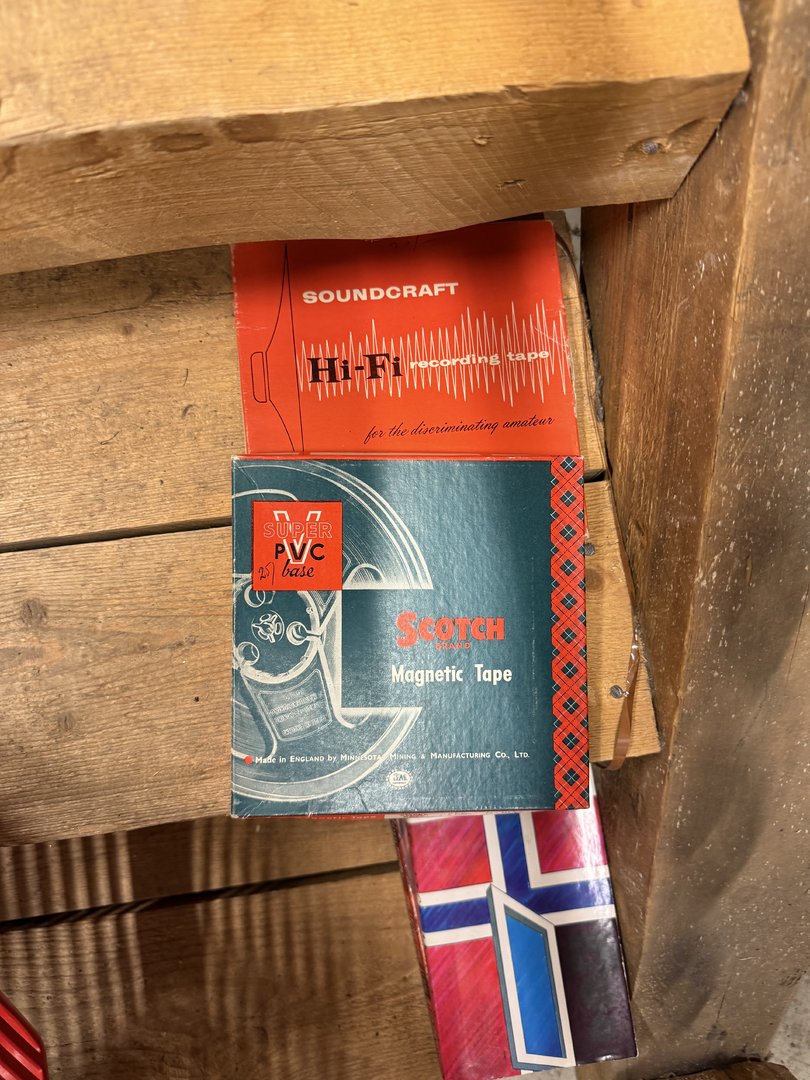 SOUNDCRAFT
Hi-Fi recording tape
for the discriminating amateur
SUPER
V
PVC
base
SCOTCH
BRAND
Magnetic Tape
Made in ENGLAND by MINNESOTA MINING & MANUFACTURING CO., LTD.
3M